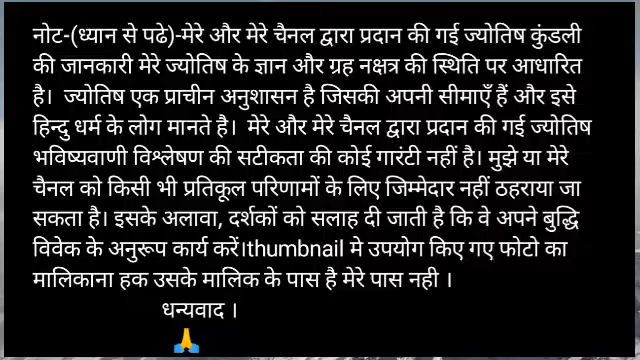 नोट-(ध्यान से पढे)-मेरे और मेरे चैनल द्वारा प्रदान की गई ज्योतिष कुंडली
की जानकारी मेरे ज्योतिष के ज्ञान और ग्रह नक्षत्र की स्थिति पर आधारित
है। ज्योतिष एक प्राचीन अनुशासन है जिसकी अपनी सीमाएँ हैं और इसे
हिन्दु धर्म के लोग मानते है। मेरे और मेरे चैनल द्वारा प्रदान की गई ज्योतिष
भविष्यवाणी विश्लेषण की सटीकता की कोई गारंटी नहीं है। मुझे या मेरे
चैनल को किसी भी प्रतिकूल परिणामों के लिए जिम्मेदार नहीं ठहराया जा
सकता है। इसके अलावा, दर्शकों को सलाह दी जाती है कि वे अपने बुद्धि
विवेक के अनुरूप कार्य करें।thumbnail मे उपयोग किए गए फोटो का
मालिकाना हक उसके मालिक के पास है मेरे पास नही ।
धन्यवाद ।
🙏